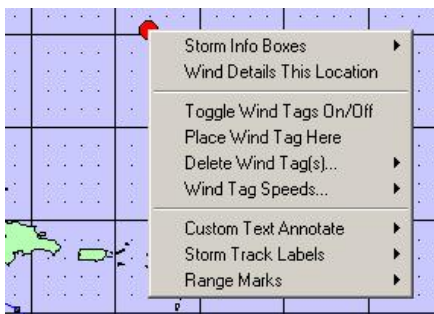 Storm Info Boxes
Wind Details This Location
Toggle Wind Tags On/Off
Place Wind Tag Here
Delete Wind Tag(s)...
Wind Tag Speeds...
Custom Text Annotate
Storm Track Labels
Range Marks